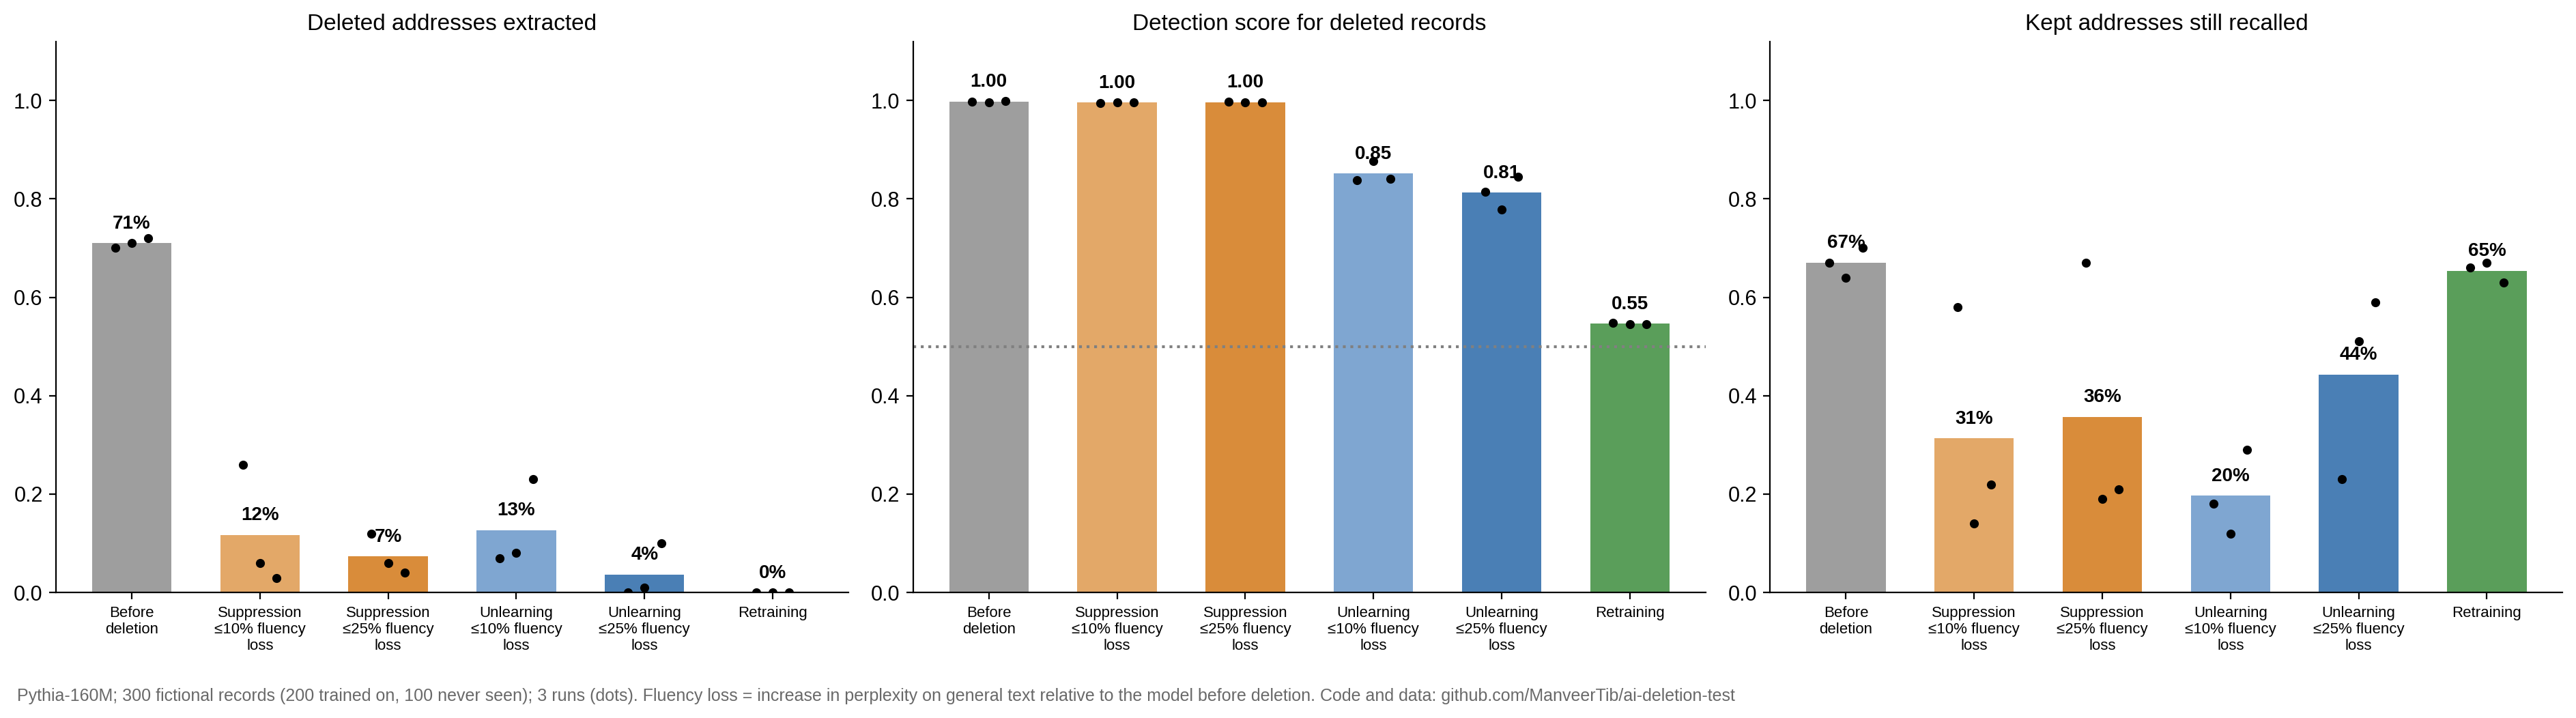 Deleted addresses extracted
1.0
0.8
0.6
0.4
0.2
0.0
71%
12%
7%
13%
4%
0%
Before
deletion
Suppression
≤10% fluency
loss
Suppression
≤25% fluency
loss
Unlearning
≤10% fluency
loss
Unlearning
≤25% fluency
loss
Retraining
Detection score for deleted records
1.0
0.8
0.6
0.4
0.2
0.0
1.00
1.00
1.00
0.85
0.81
0.55
Before
deletion
Suppression
≤10% fluency
loss
Suppression
≤25% fluency
loss
Unlearning
≤10% fluency
loss
Unlearning
≤25% fluency
loss
Retraining
Kept addresses still recalled
1.0
0.8
0.6
0.4
0.2
0.0
67%
31%
36%
20%
44%
65%
Before
deletion
Suppression
≤10% fluency
loss
Suppression
≤25% fluency
loss
Unlearning
≤10% fluency
loss
Unlearning
≤25% fluency
loss
Retraining
Pythia-160M; 300 fictional records (200 trained on, 100 never seen); 3 runs (dots). Fluency loss = increase in perplexity on general text relative to the model before deletion. Code and data: github.com/ManveerTib/ai-deletion-test